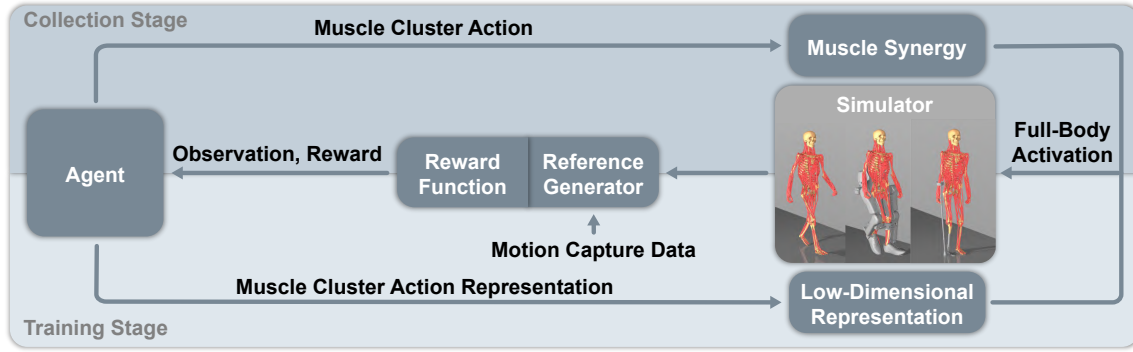 Collection Stage
Muscle Cluster Action
Muscle Synergy
Simulator
Full-Body
Activation
Agent
Observation, Reward
Reward
Function
Reference
Generator
Motion Capture Data
Muscle Cluster Action Representation
Low-Dimensional
Representation
Training Stage